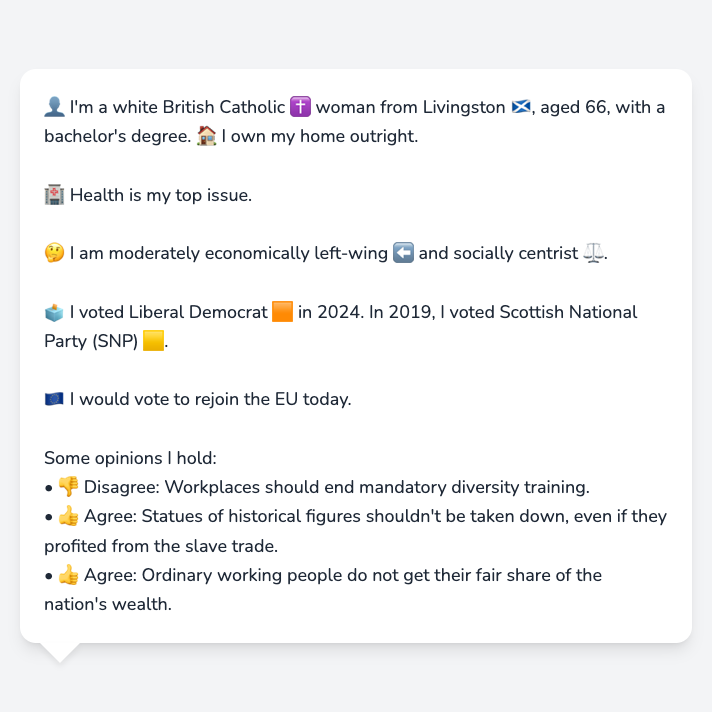 👤 I'm a white British Catholic ✝️ woman from Livingston 🏴󠁧󠁢󠁳󠁣󠁴󠁿, aged 66, with a
bachelor's degree. 🏠 I own my home outright.
🏥 Health is my top issue.
🤔 I am moderately economically left-wing ⬅️ and socially centrist ⚖️.
🗳️ I voted Liberal Democrat 🟧 in 2024. In 2019, I voted Scottish National
Party (SNP) 🟨.
🇪🇺 I would vote to rejoin the EU today.
Some opinions I hold:
• 👎 Disagree: Workplaces should end mandatory diversity training.
• 👍 Agree: Statues of historical figures shouldn't be taken down, even if they
profited from the slave trade.
• 👍 Agree: Ordinary working people do not get their fair share of the
nation's wealth.